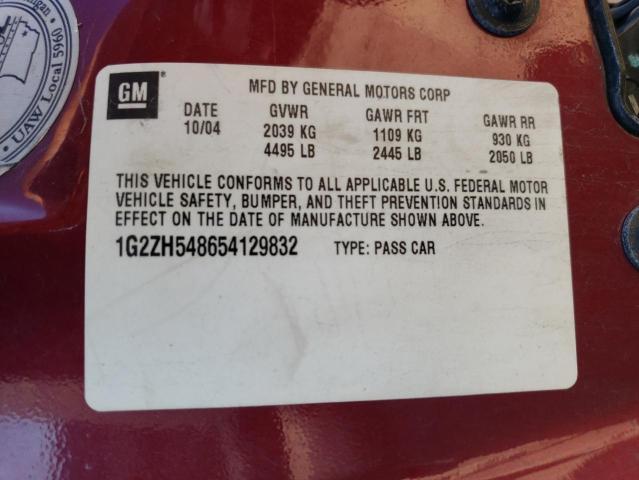 igan
UAW Local 5960
GM
®
MFD BY GENERAL MOTORS CORP
DATE GVWR GAWR FRT GAWR RR
10/04 2039 KG 1109 KG 930 KG
4495 LB 2445 LB 2050 LB
THIS VEHICLE CONFORMS TO ALL APPLICABLE U.S. FEDERAL MOTOR
VEHICLE SAFETY, BUMPER, AND THEFT PREVENTION STANDARDS IN
EFFECT ON THE DATE OF MANUFACTURE SHOWN ABOVE.
1G2ZH548654129832 TYPE: PASS CAR